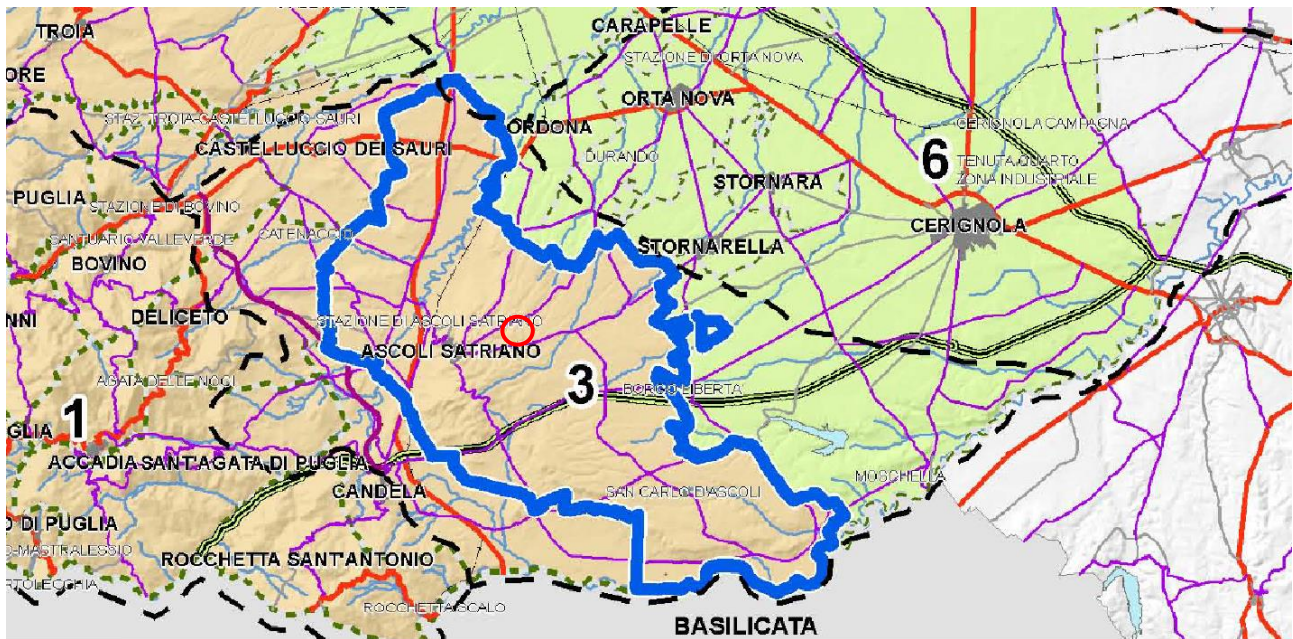 CARAPELLE
TROIA
STAZIONE DI ORTA NOVA
ORE
ORTA NOVA
STAZ. TROIA-CASTELLUCCIO SAURI
ORDONA
CERIGNOLA CAMPAGNA
CASTELLUCCIO DEI SAURI
DURANDO
6
TENUTA QUARTO
ZONA INDUSTRIALE
STORNARA
PUGLIA
STAZIONE DI BOVINO
CERIGNOLA
SANTUARIO VALLEVERDE
CATENACCIO
STORNARELLA
BOVINO
NNI
DELICETO
STAZIONE DI ASCOLI SATRIANO
ASCOLI SATRIANO
AGATA DELLE NOCI
3
BORGO LIBERTA
1
GLIA
ACCADIA
SANT'AGATA DI PUGLIA
MOSCHELLA
CANDELA
SAN CARLO D'ASCOLI
O DI PUGLIA
O-MASTRALESSIO
ROCCHETTA SANT'ANTONIO
RTOLECCHIA
ROCCHETTA SCALO
BASILICATA